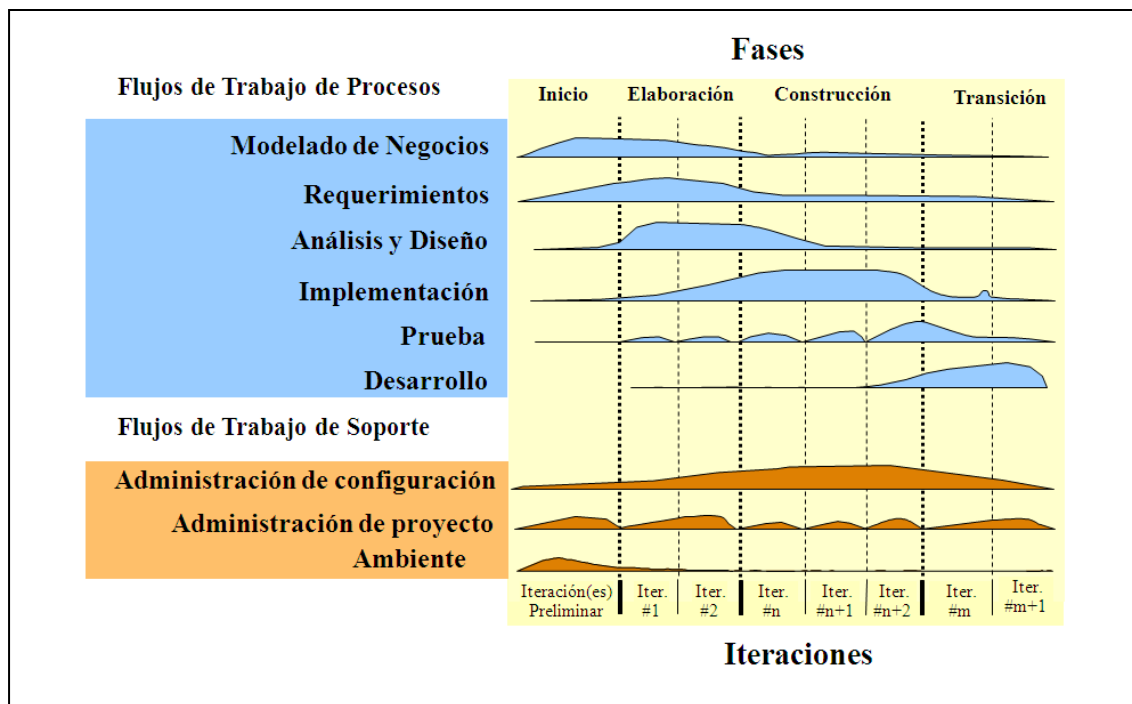 Fases
Flujos de Trabajo de Procesos
Inicio Elaboración Construcción Transición
Modelado de Negocios
Requerimientos
Análisis y Diseño
Implementación
Prueba
Desarrollo
Flujos de Trabajo de Soporte
Administración de configuración
Administración de proyecto
Ambiente
Iteración(es) Iter. Iter. Iter. Iter. Iter. Iter. Iter.
Preliminar #1 #2 #n #n+1 #n+2 #m #m+1
Iteraciones